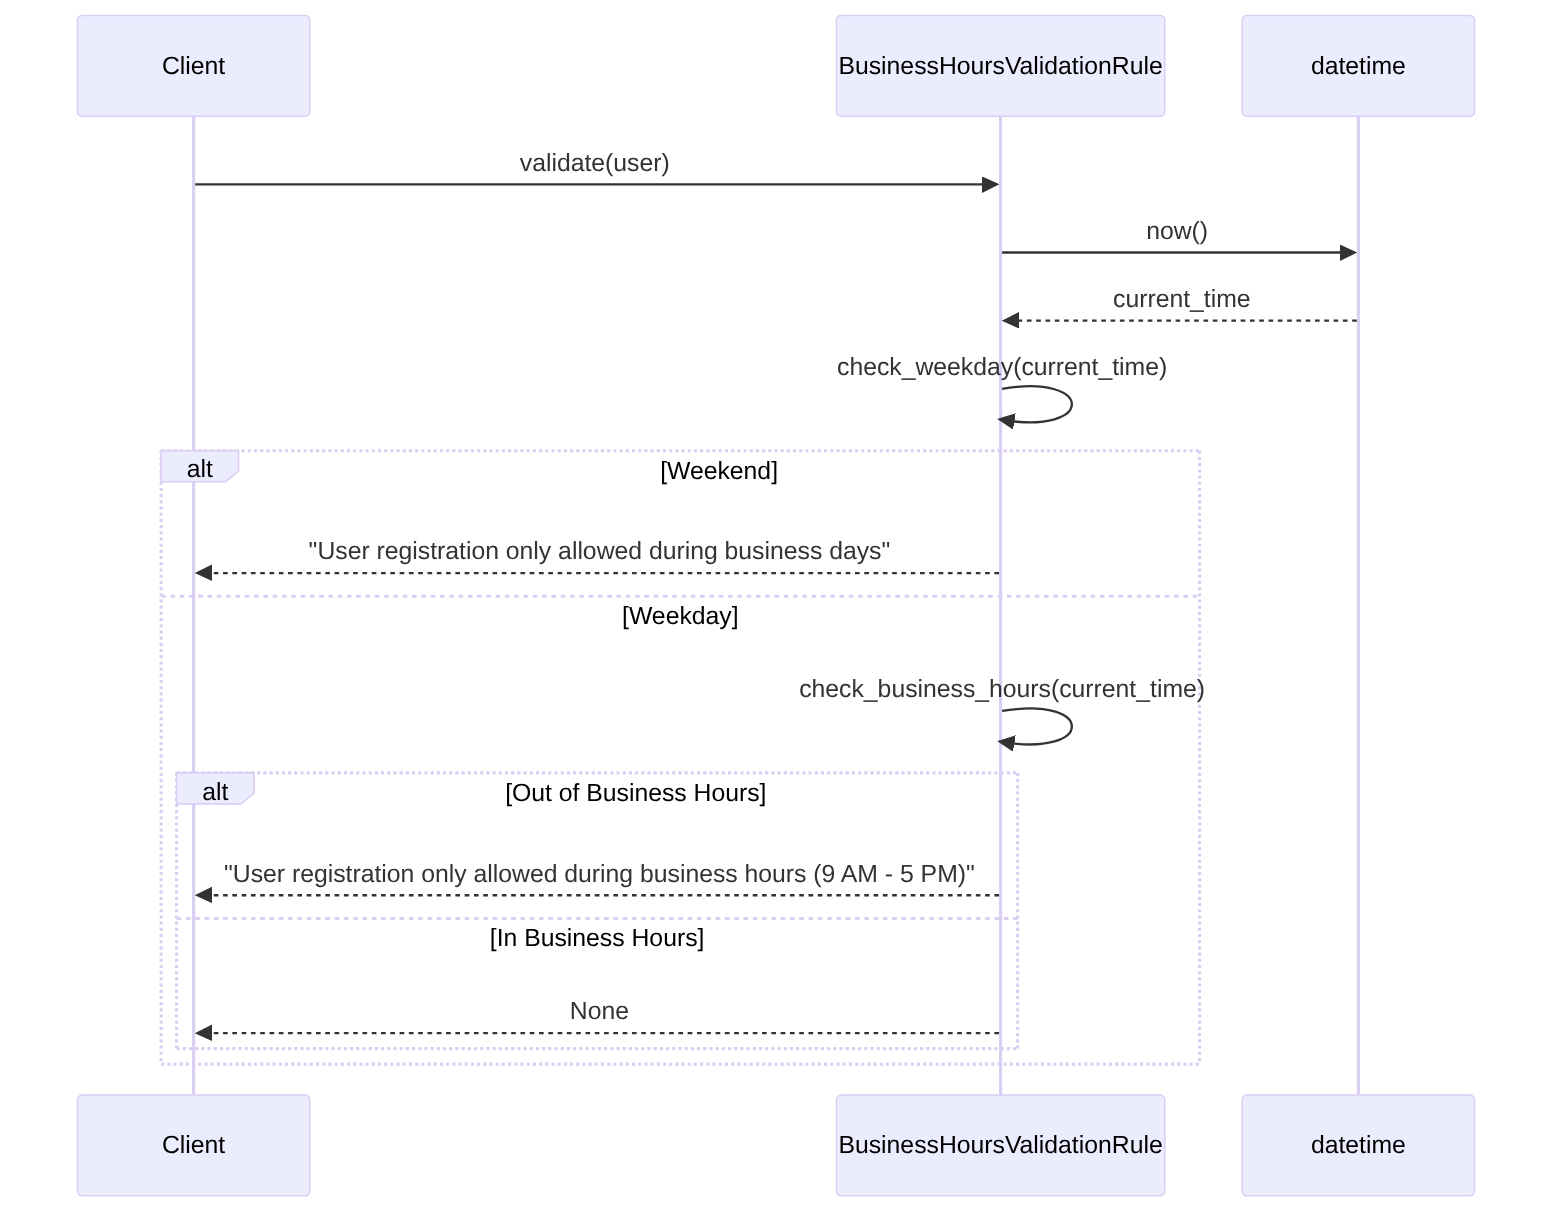 Client
BusinessHoursValidationRule
datetime
validate(user)
now()
current_time
check_weekday(current_time)
alt
[Weekend]
"User registration only allowed during business days"
[Weekday]
check_business_hours(current_time)
alt
[Out of Business Hours]
"User registration only allowed during business hours (9 AM - 5 PM)"
[In Business Hours]
None
Client
BusinessHoursValidationRule
datetime